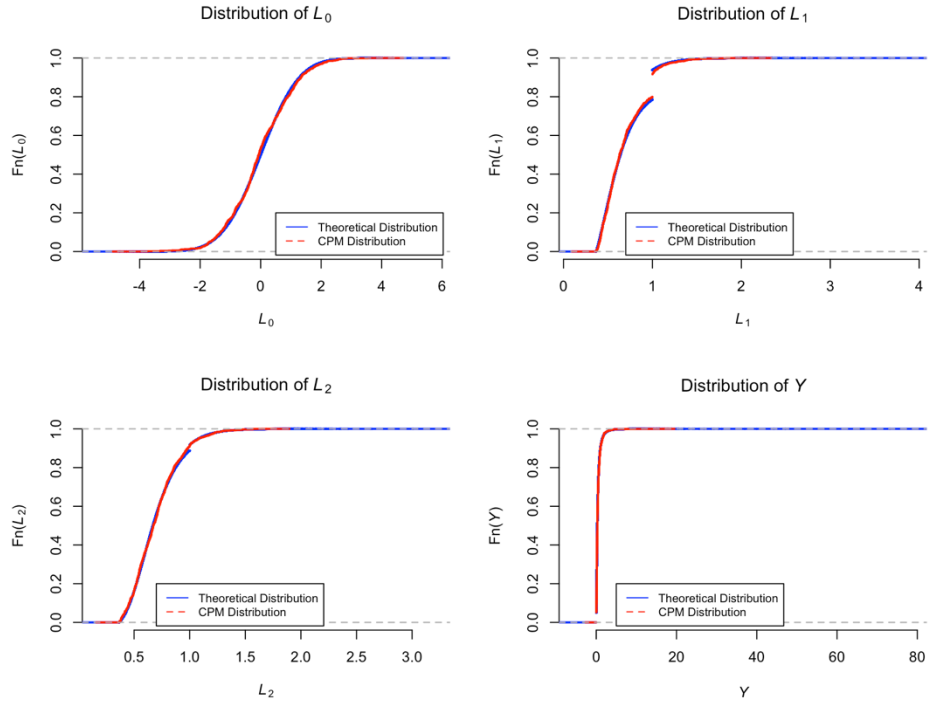 Distribution of L0
Fn(L0)
0.0 0.2 0.4 0.6 0.8 1.0
Theoretical Distribution
CPM Distribution
-4 -2 0 2 4 6
L0
Distribution of L1
Fn(L1)
0.0 0.2 0.4 0.6 0.8 1.0
Theoretical Distribution
CPM Distribution
0 1 2 3 4
L1
Distribution of L2
Fn(L2)
0.0 0.2 0.4 0.6 0.8 1.0
Theoretical Distribution
CPM Distribution
0.5 1.0 1.5 2.0 2.5 3.0
L2
Distribution of Y
Fn(Y)
0.0 0.2 0.4 0.6 0.8 1.0
Theoretical Distribution
CPM Distribution
0 20 40 60 80
Y